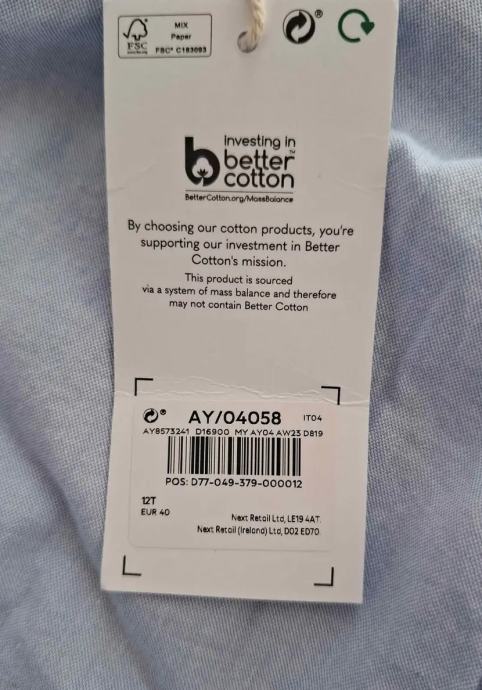 FSC
MIX
Paper
FSC® C183093
®
Investing in
better™
cotton
BetterCotton.org/MassBalance
By choosing our cotton products, you're
supporting our investment in Better
Cotton's mission.
This product is sourced
via a system of mass balance and therefore
may not contain Better Cotton
® AY/04058 IT04
AY8573241 D16900 MY AY04 AW23 D819
POS: D77-049-379-000012
12T
EUR 40
Next Retail Ltd, LE19 4AT.
Next Retail (Ireland) Ltd, D02 ED70.